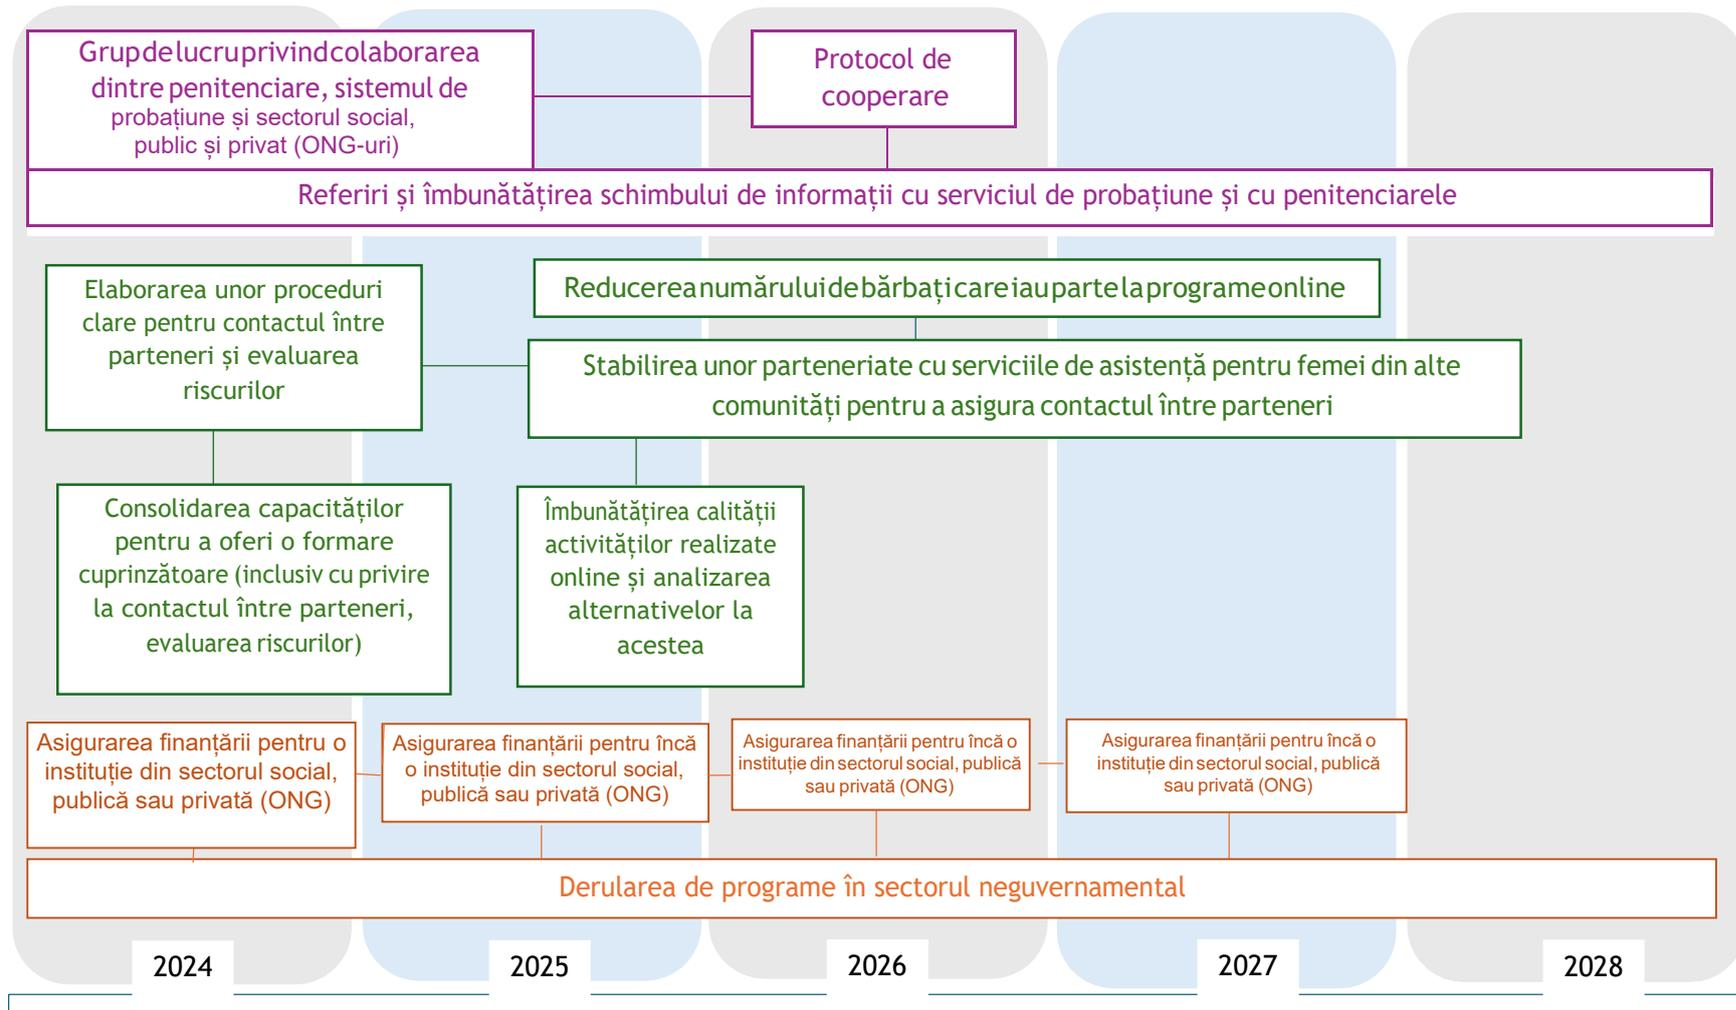 Grup de lucru privind colaborarea
dintre penitenciare, sistemul de
probațiune și sectorul social,
public și privat (ONG-uri)
Protocol de
cooperare
Referiri și îmbunătățirea schimbului de informații cu serviciul de probațiune și cu penitenciarele
Elaborarea unor proceduri
clare pentru contactul între
parteneri și evaluarea
riscurilor
Reducerea numărului de bărbați care iau parte la programe online
Stabilirea unor parteneriate cu serviciile de asistență pentru femei din alte
comunități pentru a asigura contactul între parteneri
Consolidarea capacităților
pentru a oferi o formare
cuprinzătoare (inclusiv cu privire
la contactul între parteneri,
evaluarea riscurilor)
Îmbunătățirea calității
activităților realizate
online și analizarea
alternativelor la
acestea
Asigurarea finanțării pentru o
instituție din sectorul social,
publică sau privată (ONG)
Asigurarea finanțării pentru încă
o instituție din sectorul social,
publică sau privată (ONG)
Asigurarea finanțării pentru încă o
instituție din sectorul social, publică
sau privată (ONG)
Asigurarea finanțării pentru încă o
instituție din sectorul social, publică
sau privată (ONG)
Derularea de programe în sectorul neguvernamental
2024
2025
2026
2027
2028